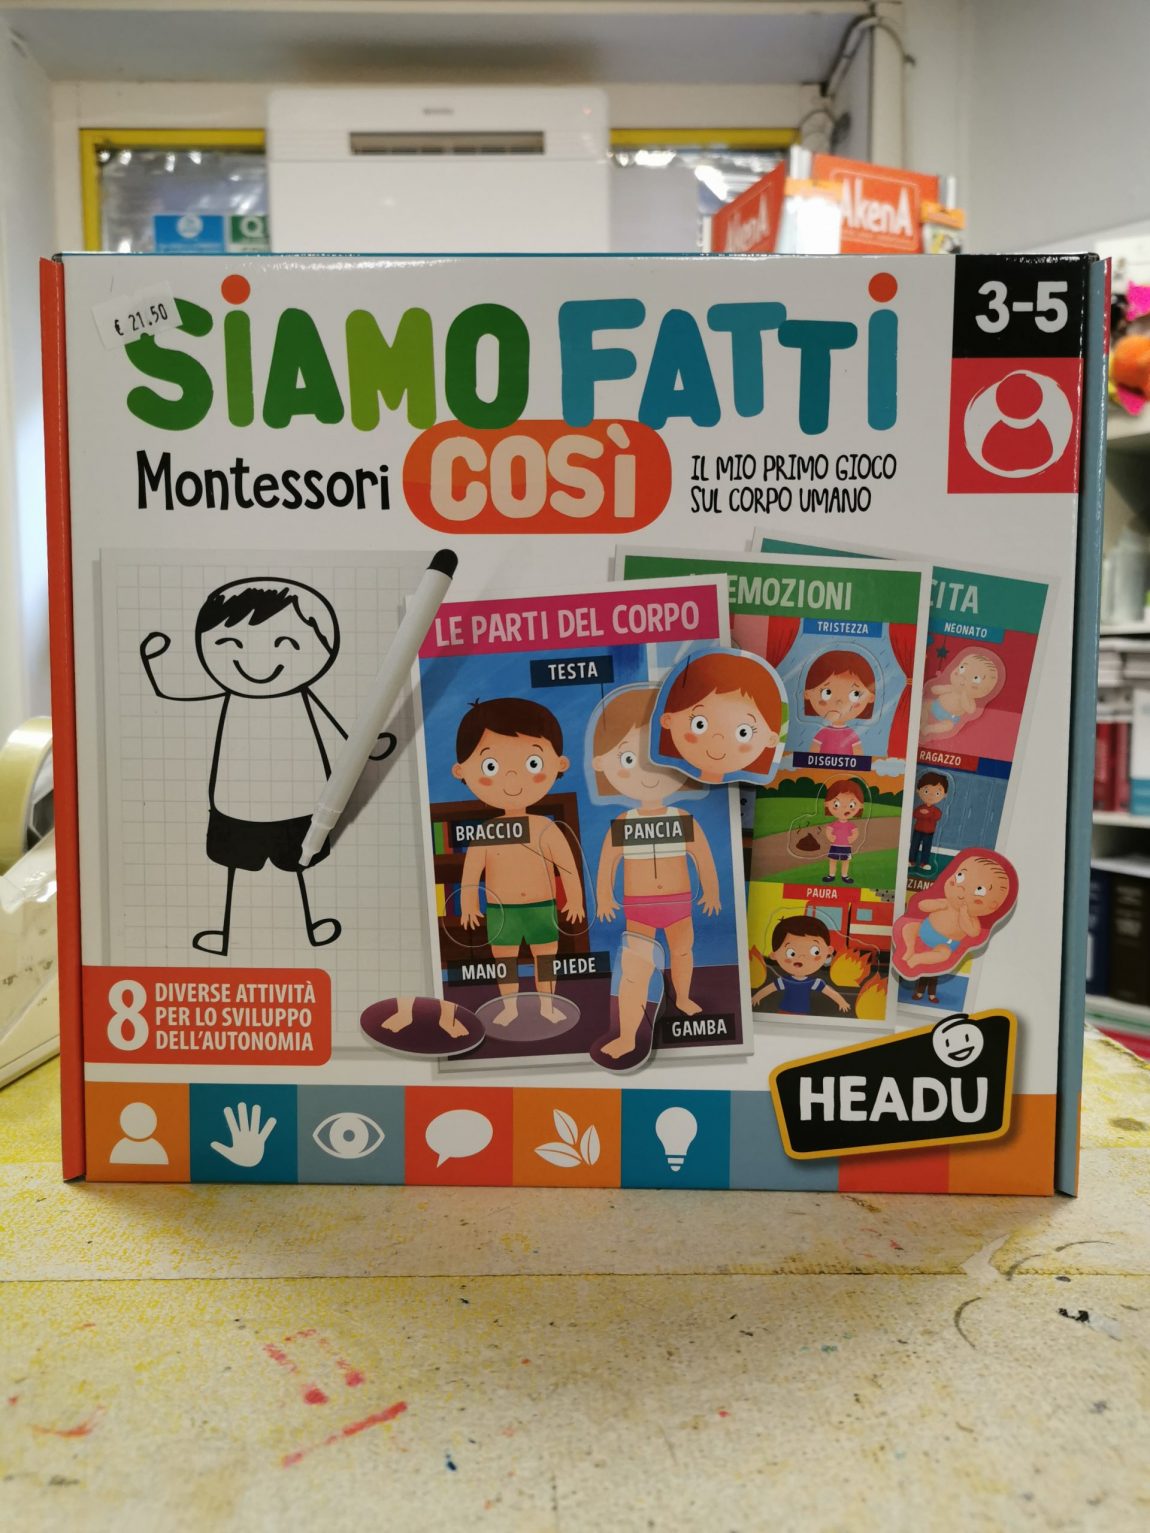 AkenA
AkenA
€ 21.50
SiAMO FATTi
3-5
Montessori
COSÌ
IL MIO PRIMO GIOCO
SUL CORPO UMANO
LE PARTI DEL CORPO
TESTA
BRACCIO
PANCIA
MANO
PIEDE
GAMBA
EMOZIONI
TRISTEZZA
DISGUSTO
PAURA
CITA
NEONATO
RAGAZZO
ZIAN
8 DIVERSE ATTIVITÀ
PER LO SVILUPPO
DELL'AUTONOMIA
HEADU